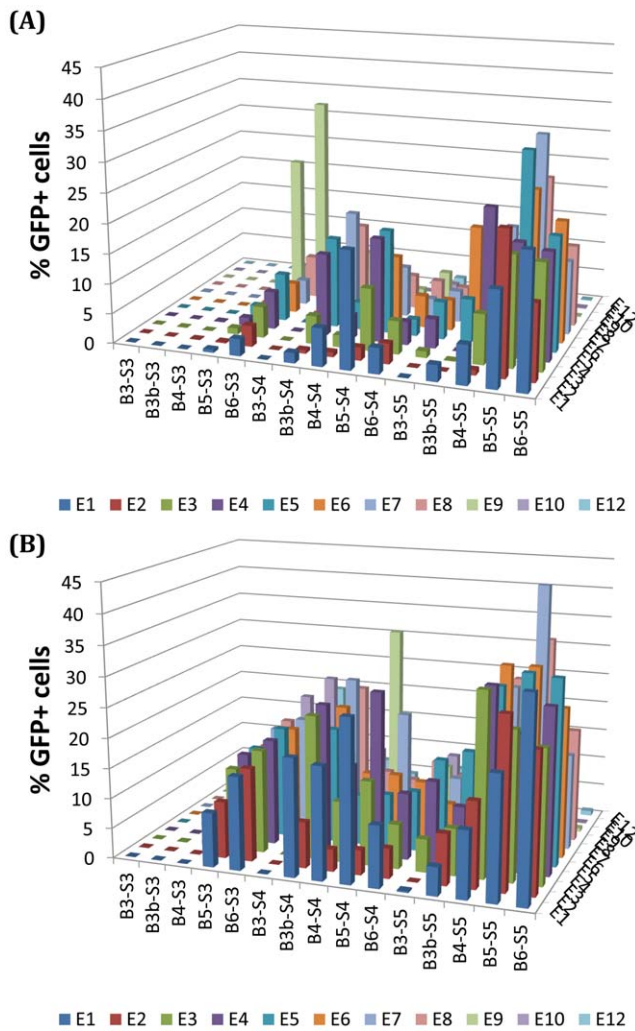 (A)
% GFP+ cells
45
40
35
30
25
20
15
10
5
0
B3-S3
B3b-S3
B4-S3
B5-S3
B6-S3
B3-S4
B3b-S4
B4-S4
B5-S4
B6-S4
B3-S5
B3b-S5
B4-S5
B5-S5
B6-S5
E1 E2 E3 E4 E5 E6 E7 E8 E9 E10 E12
(B)
% GFP+ cells
45
40
35
30
25
20
15
10
5
0
B3-S3
B3b-S3
B4-S3
B5-S3
B6-S3
B3-S4
B3b-S4
B4-S4
B5-S4
B6-S4
B3-S5
B3b-S5
B4-S5
B5-S5
B6-S5
E1 E2 E3 E4 E5 E6 E7 E8 E9 E10 E12